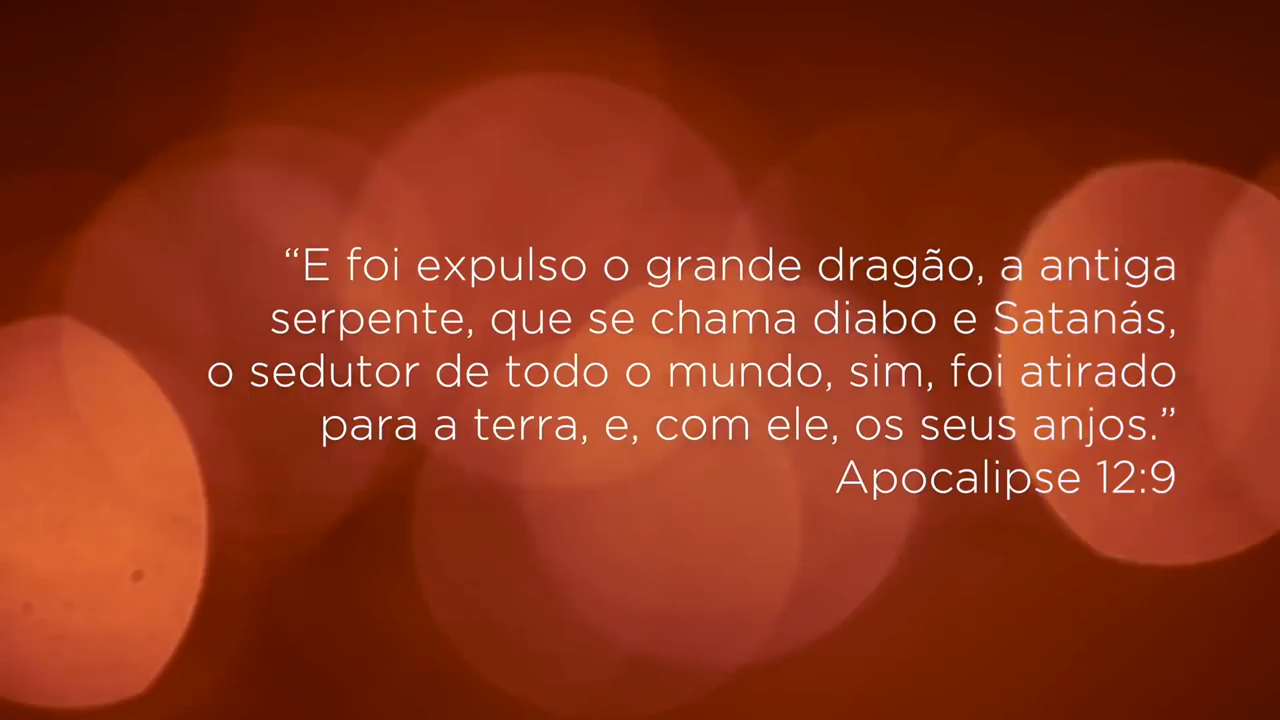 “E foi expulso o grande dragão, a antiga
serpente, que se chama diabo e Satanás,
o sedutor de todo o mundo, sim, foi atirado
para a terra, e, com ele, os seus anjos.”
Apocalipse 12:9